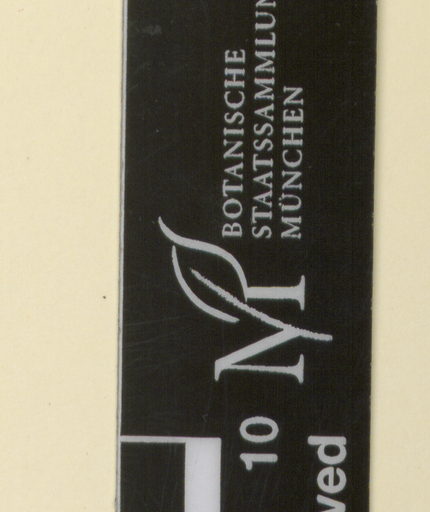 BOTANISCHE
STAATSSAMMLUN
MÜNCHEN
M
10
ved